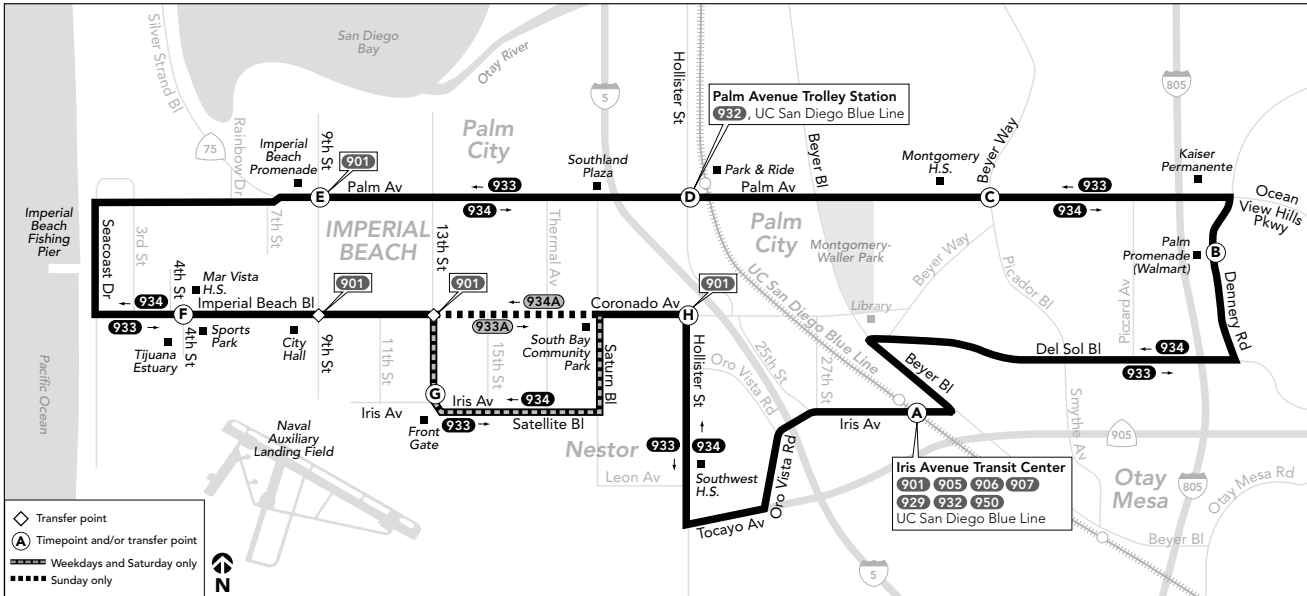 San Diego
Bay
Silver Strand Bl
75
Rainbow Dr
Otay River
5
Hollister St
805
Palm Avenue Trolley Station
932, UC San Diego Blue Line
Palm
City
Imperial
Beach
Promenade
9th St
901
Southland
Plaza
Park & Ride
Beyer Bl
Montgomery
H.S.
Beyer Way
Kaiser
Permanente
E
Palm Av
← 933
934 →
D
Palm Av
C
← 933
934 →
Ocean
View Hills
Pkwy
Imperial
Beach
Fishing
Pier
Seacoast Dr
3rd St
7th St
IMPERIAL
BEACH
13th St
Thermal Av
Palm
City
Montgomery-
Waller Park
Beyer Way
Picador Bl
Piccard Av
Palm
Promenade
(Walmart)
B
Dennery Rd
4th St
Mar Vista
H.S.
901
901
← 934A
Coronado Av
901
UC San Diego Blue Line
Library
← 934
Imperial Beach Bl
933 →
F
933A →
H
Tijuana
Estuary
4th St
Sports
Park
City
Hall
9th St
11th St
15th St
South Bay
Community
Park
Saturn Bl
Hollister St
Oro Vista Rd
25th St
27th St
Beyer Bl
Del Sol Bl
← 934
933 →
Smythe Av
G
Iris Av
Iris Av
← 934
933 →
Satellite Bl
Front
Gate
Iris Av
A
905
Pacific Ocean
Naval
Auxiliary
Landing Field
Nestor
933
↓
↑
934
Southwest
H.S.
Leon Av
Oro Vista Rd
Tocayo Av
Iris Avenue Transit Center
901 905 906 907
929 932 950
UC San Diego Blue Line
Otay
Mesa
805
Otay Mesa Rd
Beyer Bl
5
Transfer point
A Timepoint and/or transfer point
Weekdays and Saturday only
Sunday only
N